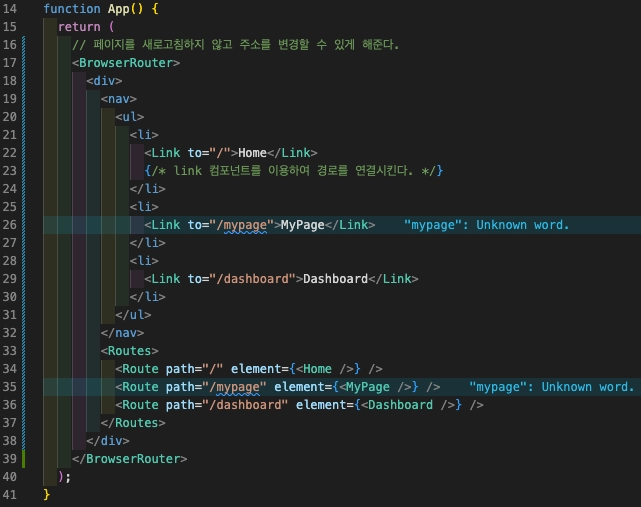 14 function App() {
15 return (
16 // 페이지를 새로고침하지 않고 주소를 변경할 수 있게 해준다.
17 <BrowserRouter>
18 <div>
19 <nav>
20 <ul>
21 <li>
22 <Link to="/">Home</Link>
23 {/* link 컴포넌트를 이용하여 경로를 연결시킨다. */}
24 </li>
25 <li>
26 <Link to="/mypage">MyPage</Link> "mypage": Unknown word.
27 </li>
28 <li>
29 <Link to="/dashboard">Dashboard</Link>
30 </li>
31 </ul>
32 </nav>
33 <Routes>
34 <Route path="/" element={<Home />} />
35 <Route path="/mypage" element={<MyPage />} /> "mypage": Unknown word.
36 <Route path="/dashboard" element={<Dashboard />} />
37 </Routes>
38 </div>
39 </BrowserRouter>
40 );
41 }